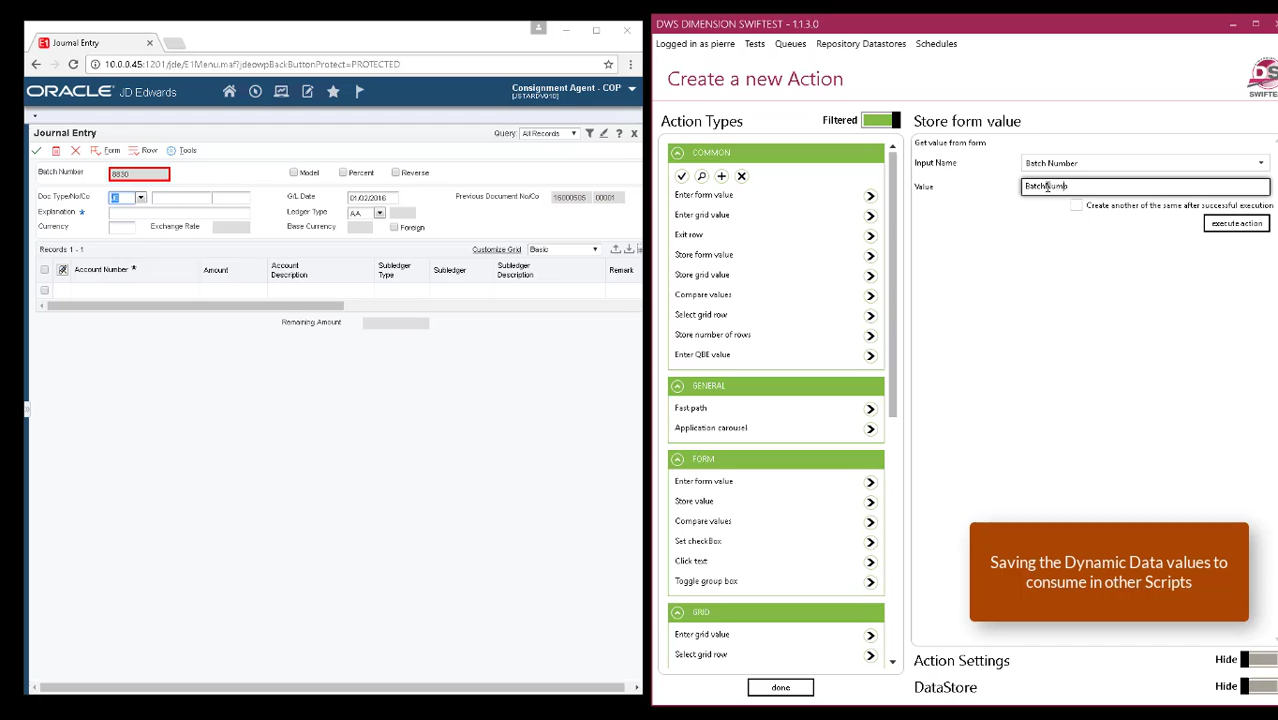 E1 Journal Entry
10.0.0.45:1201/jde/E1Menu.maf?jdeowpBackButtonProtect=PROTECTED
ORACLE JD Edwards
Consignment Agent - COP
[JSTARDV910]
Journal Entry
Query: All Records
Form Row Tools
Batch Number 8830 Model Percent Reverse
Doc Type/No/Co G/L Date 01/02/2016 Previous Document No/Co 16000505 00001
Explanation Ledger Type AA
Currency Exchange Rate Base Currency Foreign
Records 1 - 1 Customize Grid Basic
Account Number * Amount Account Description Subledger Type Subledger Subledger Description Remark
Remaining Amount
DWS DIMENSION SWIFTEST - 1.1.3.0
Logged in as pierre Tests Queues Repository Datastores Schedules
Create a new Action
DS
SWIFTES
Action Types Filtered
COMMON
Enter form value
Enter grid value
Exit row
Store form value
Store grid value
Compare values
Select grid row
Store number of rows
Enter QBE value
GENERAL
Fast path
Application carousel
FORM
Enter form value
Store value
Compare values
Set checkBox
Click text
Toggle group box
GRID
Enter grid value
Select grid row
done
Store form value
Get value from form
Input Name Batch Number
Value BatchNumb
Create another of the same after successful execution
execute action
Saving the Dynamic Data values to
consume in other Scripts
Action Settings Hide
DataStore Hide